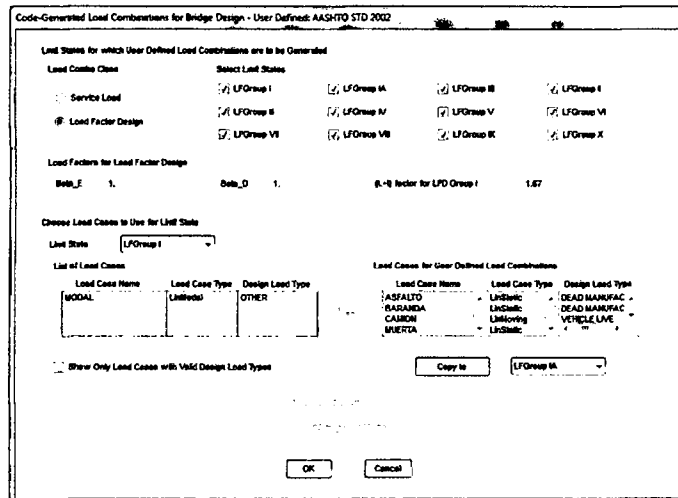 Code-Generated Load Combinations for Bridge Design - User Defined: AASHTO STD 2002
Limit States for which User Defined Load Combinations are to be Generated
Load Combo Class
Select Limit States
Service Load
Load Factor Design
LFGroup I LFGroup IA LFGroup III LFGroup II
LFGroup II LFGroup IV LFGroup V LFGroup VI
LFGroup VII LFGroup VIII LFGroup IX LFGroup X
Load Factors for Load Factor Design
Beta_E 1. Beta_D 1. (L+I) factor for LFD Group I 1.67
Choose Load Cases to Use for Limit State
Limit State LFGroup I
List of Load Cases
Load Case Name Load Case Type Design Load Type
MODAL LinModal OTHER
Load Cases for User Defined Load Combinations
Load Case Name Load Case Type Design Load Type
ASFALTO LinStatic DEAD MANUFAC
BARANDA LinStatic DEAD MANUFAC
CAMION LinMoving VEHICLE LIVE
MUERTA LinStatic
Show Only Load Cases with Valid Design Load Types
Copy to LFGroup IA
OK Cancel